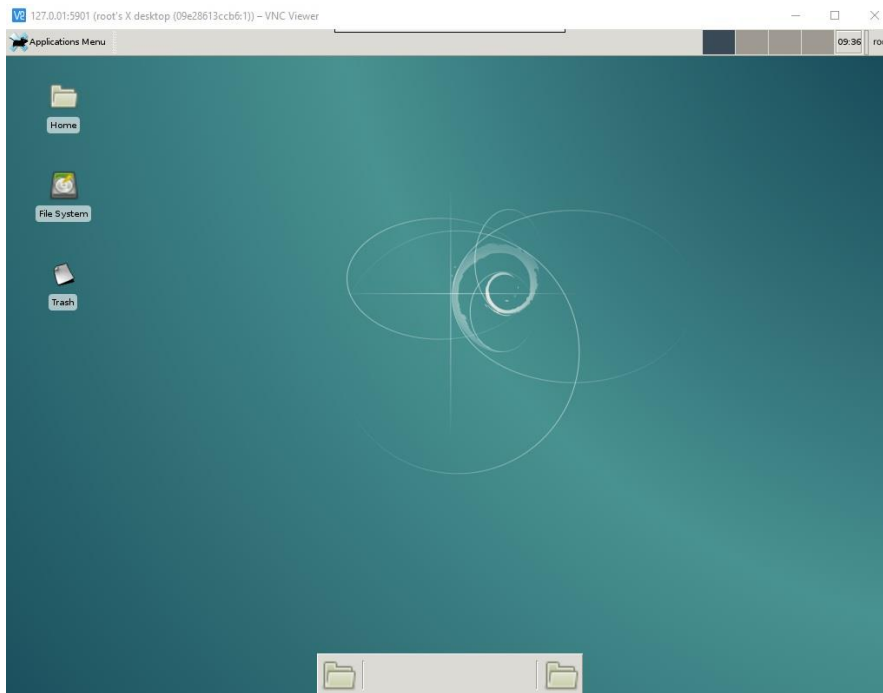 127.0.01:5901 (root's X desktop (09e28613ccb6:1)) – VNC Viewer
Applications Menu
09:36
Home
File System
Trash